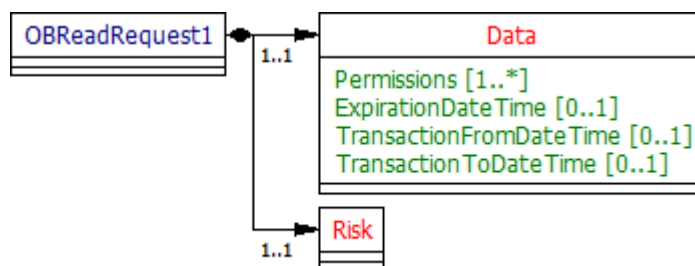 OBReadRequest1
Data
1..1
Permissions [1..*]
ExpirationDateTime [0..1]
TransactionFromDateTime [0..1]
TransactionToDateTime [0..1]
Risk
1..1